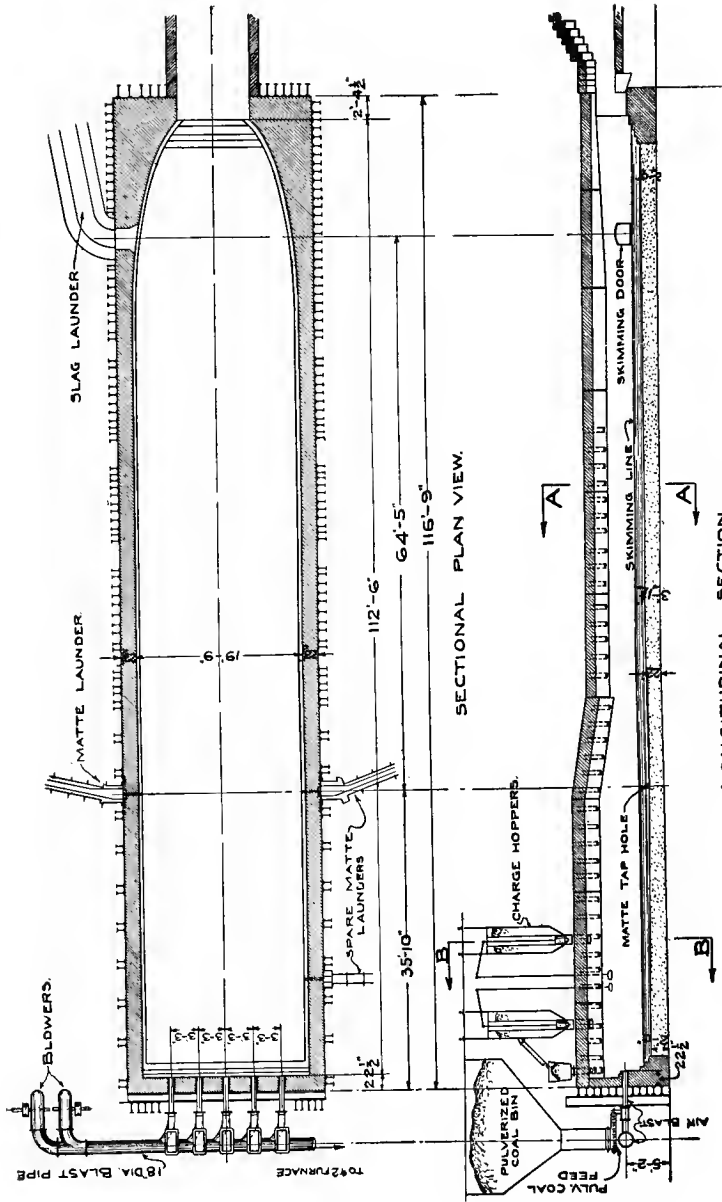 BLOWERS.
18" DIA. BLAST PIPE
TO #2 FURNACE
MATTE LAUNDER
SLAG LAUNDER
SPARE MATTE
LAUNDERS
3'-3"
3'-3"
3'-3"
3'-3"
19'-9"
22½"
35'-10"
64'-5"
112'-6"
116'-9"
2'-4½"
SECTIONAL PLAN VIEW.
PULVERIZED
COAL BIN
CHARGE HOPPERS.
B
B
A
A
MATTE TAP HOLE
SKIMMING LINE
SKIMMING DOOR
PULV. COAL
FEED
AIR BLAST
22½"
LONGITUDINAL SECTION